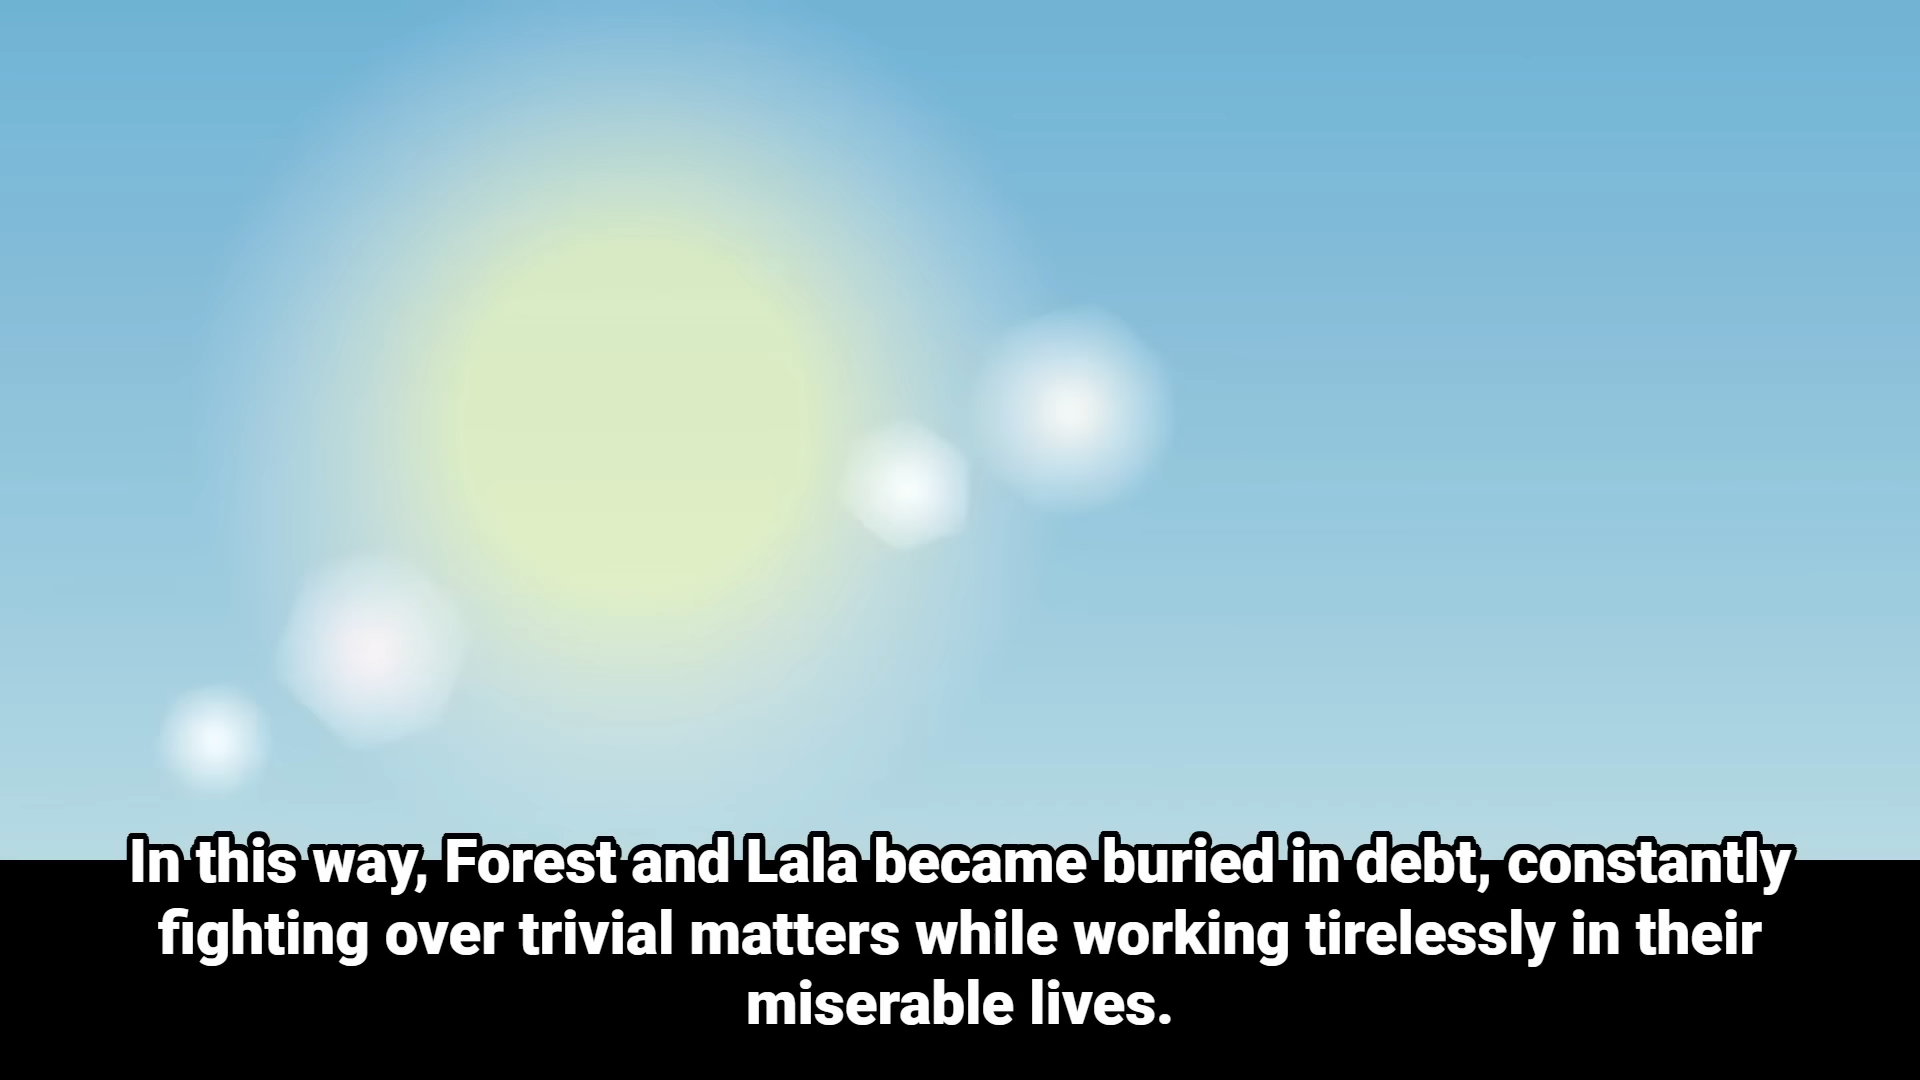 In this way, Forest and Lala became buried in debt, constantly
fighting over trivial matters while working tirelessly in their
miserable lives.